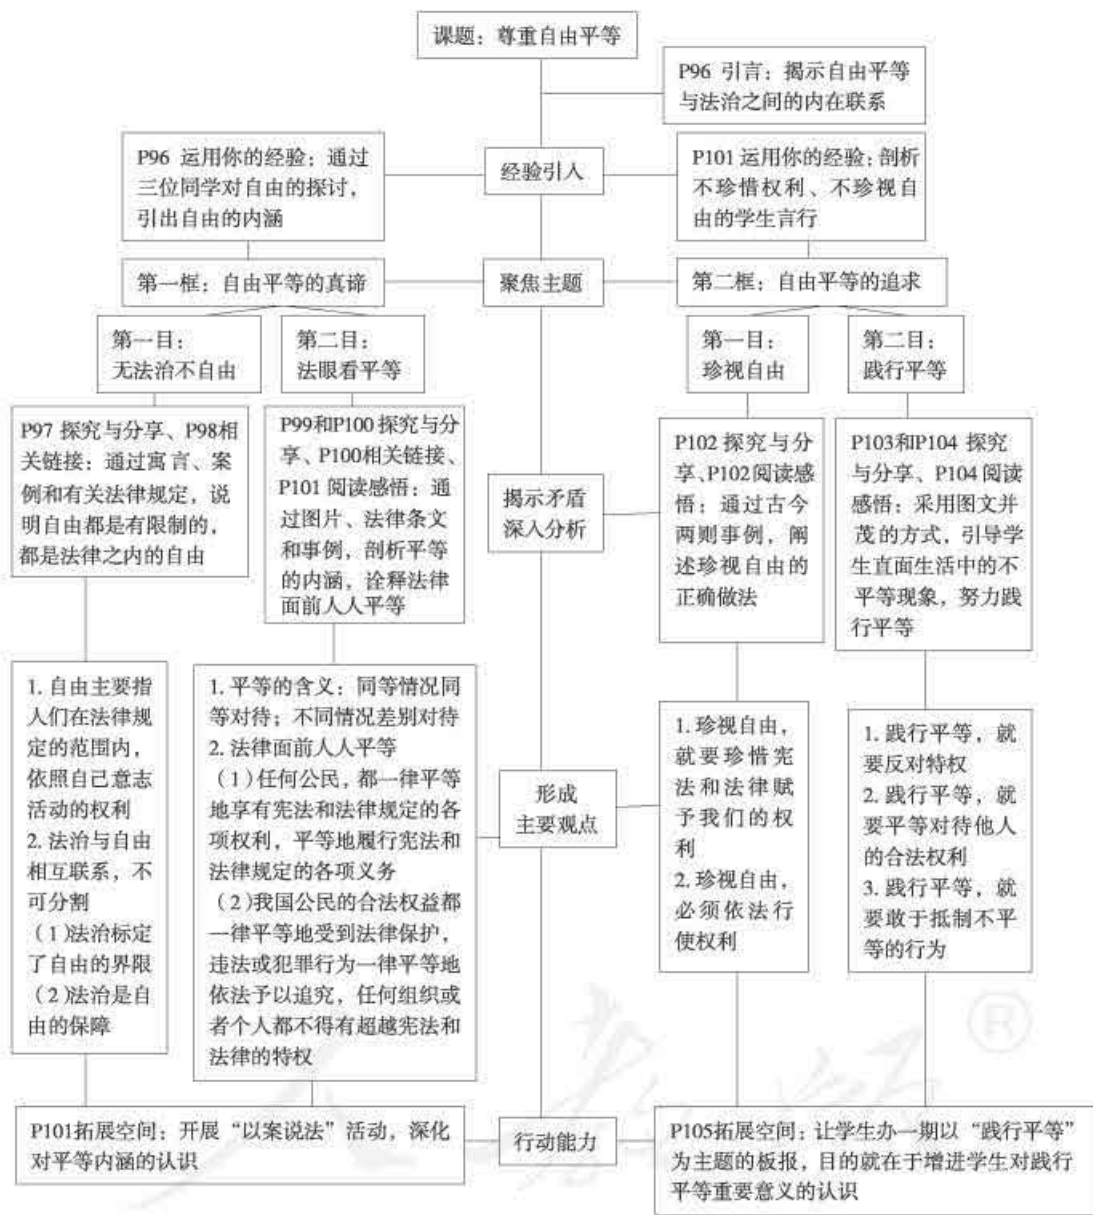 课题：尊重自由平等
P96 引言：揭示自由平等
与法治之间的内在联系
P96 运用你的经验：通过
三位同学对自由的探讨，
引出自由的内涵
经验引入
P101 运用你的经验：剖析
不珍惜权利、不珍视自
由的学生言行
第一框：自由平等的真谛
聚焦主题
第二框：自由平等的追求
第一目：
无法治不自由
第二目：
法眼看平等
第一目：
珍视自由
第二目：
践行平等
P97 探究与分享、P98相
关链接：通过寓言、案
例和有关法律规定，说
明自由都是有限制的，
都是法律之内的自由
P99和P100 探究与分
享、P100相关链接、
P101 阅读感悟：通
过图片、法律条文
和事例，剖析平等
的内涵，诠释法律
面前人人平等
揭示矛盾
深入分析
P102 探究与分
享、P102 阅读感
悟：通过古今
两则事例，阐
述珍视自由的
正确做法
P103和P104 探究
与分享、P104 阅读
感悟：采用图文并
茂的方式，引导学
生直面生活中的不
平等现象，努力践
行平等
1. 自由主要指
人们在法律规
定的范围内，
依照自己意志
活动的权利
2. 法治与自由
相互联系，不
可分割
（1）法治标定
了自由的界限
（2）法治是自
由的保障
1. 平等的含义：同等情况同
等对待；不同情况差别对待
2. 法律面前人人平等
（1）任何公民，都一律平等
地享有宪法和法律规定的各
项权利，平等地履行宪法和
法律规定的各项义务
（2）我国公民的合法权益都
一律平等地受到法律保护，
违法或犯罪行为一律平等地
依法予以追究，任何组织或
者个人都不得有超越宪法和
法律的特权
形成
主要观点
1. 珍视自由，
就要珍惜宪
法和法律赋
予我们的权
利
2. 珍视自由，
必须依法行
使权利
1. 践行平等，就
要反对特权
2. 践行平等，就
要平等对待他人
的合法权利
3. 践行平等，就
要敢于抵制不平
等的行为
P101拓展空间：开展“以案说法”活动，深化
对平等内涵的认识
行动能力
P105拓展空间：让学生办一期以“践行平等”
为主题的板报，目的就在于增进学生对践行
平等重要意义的认识
®